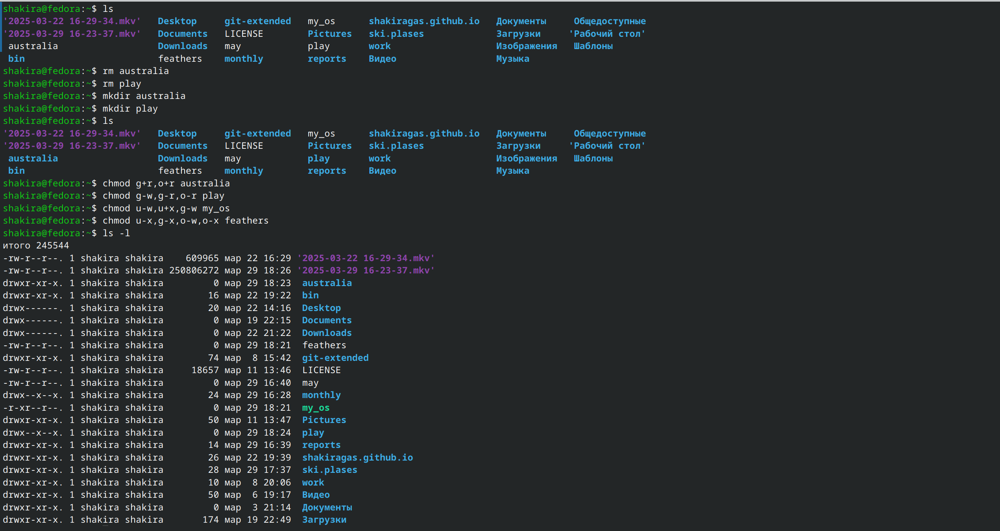 shakira@fedora:~$ ls
'2025-03-22 16-29-34.mkv'   Desktop     git-extended   my_os      shakiragas.github.io   Документы     Общедоступные
'2025-03-29 16-23-37.mkv'   Documents   LICENSE        Pictures   ski.plases             Загрузки     'Рабочий стол'
 australia                  Downloads   may            play       work                   Изображения   Шаблоны
 bin                        feathers    monthly        reports    Видео                  Музыка
shakira@fedora:~$ rm australia
shakira@fedora:~$ rm play
shakira@fedora:~$ mkdir australia
shakira@fedora:~$ mkdir play
shakira@fedora:~$ ls
'2025-03-22 16-29-34.mkv'   Desktop     git-extended   my_os      shakiragas.github.io   Документы     Общедоступные
'2025-03-29 16-23-37.mkv'   Documents   LICENSE        Pictures   ski.plases             Загрузки     'Рабочий стол'
 australia                  Downloads   may            play       work                   Изображения   Шаблоны
 bin                        feathers    monthly        reports    Видео                  Музыка
shakira@fedora:~$ chmod g+r,o+r australia
shakira@fedora:~$ chmod g-w,g-r,o-r play
shakira@fedora:~$ chmod u-w,u+x,g-w my_os
shakira@fedora:~$ chmod u-x,g-x,o-w,o-x feathers
shakira@fedora:~$ ls -l
итого 245544
-rw-r--r--. 1 shakira shakira    609965 мар 22 16:29 '2025-03-22 16-29-34.mkv'
-rw-r--r--. 1 shakira shakira 250806272 мар 29 18:26 '2025-03-29 16-23-37.mkv'
drwxr-xr-x. 1 shakira shakira         0 мар 29 18:23  australia
drwxr-xr-x. 1 shakira shakira        16 мар 22 19:22  bin
drwx------. 1 shakira shakira        20 мар 22 14:16  Desktop
drwx------. 1 shakira shakira         0 мар 19 22:15  Documents
drwx------. 1 shakira shakira         0 мар 22 21:22  Downloads
-rw-r--r--. 1 shakira shakira         0 мар 29 18:21  feathers
drwxr-xr-x. 1 shakira shakira        74 мар  8 15:42  git-extended
-rw-r--r--. 1 shakira shakira     18657 мар 11 13:46  LICENSE
-rw-r--r--. 1 shakira shakira         0 мар 29 16:40  may
drwx--x--x. 1 shakira shakira        24 мар 29 16:28  monthly
-r-xr--r--. 1 shakira shakira         0 мар 29 18:21  my_os
drwxr-xr-x. 1 shakira shakira        50 мар 11 13:47  Pictures
drwx--x--x. 1 shakira shakira         0 мар 29 18:24  play
drwxr-xr-x. 1 shakira shakira        14 мар 29 16:39  reports
drwxr-xr-x. 1 shakira shakira        26 мар 22 19:39  shakiragas.github.io
drwxr-xr-x. 1 shakira shakira        28 мар 29 17:37  ski.plases
drwxr-xr-x. 1 shakira shakira        10 мар  8 20:06  work
drwxr-xr-x. 1 shakira shakira        50 мар  6 19:17  Видео
drwxr-xr-x. 1 shakira shakira         0 мар  3 21:14  Документы
drwxr-xr-x. 1 shakira shakira       174 мар 19 22:49  Загрузки